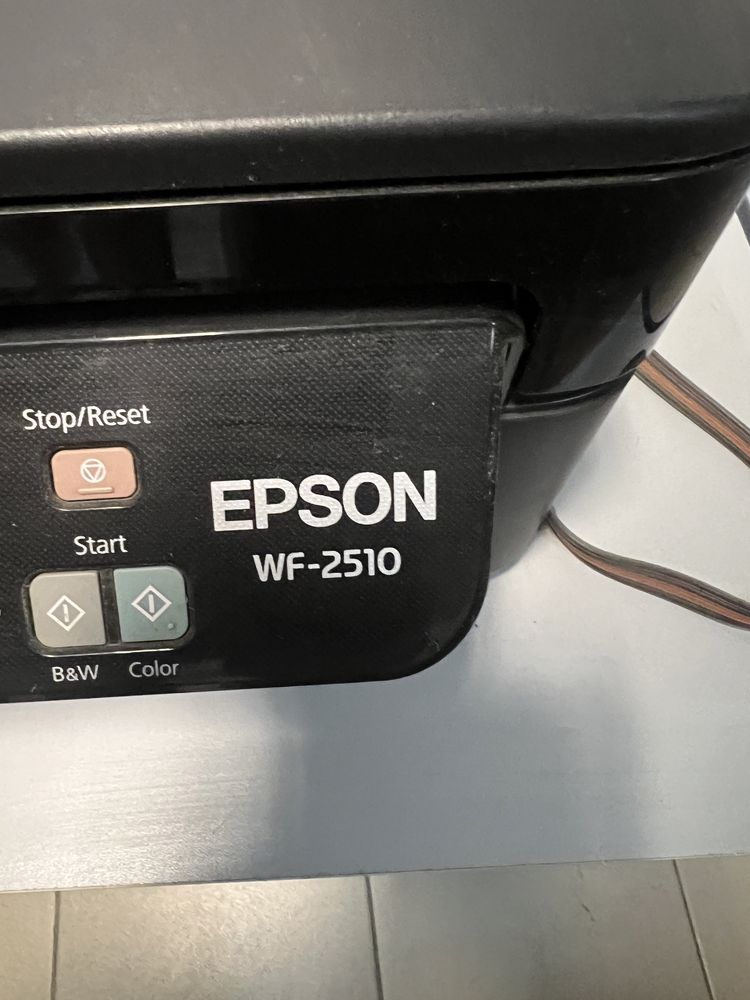 Stop/Reset
EPSON
Start
WF-2510
B&W
Color